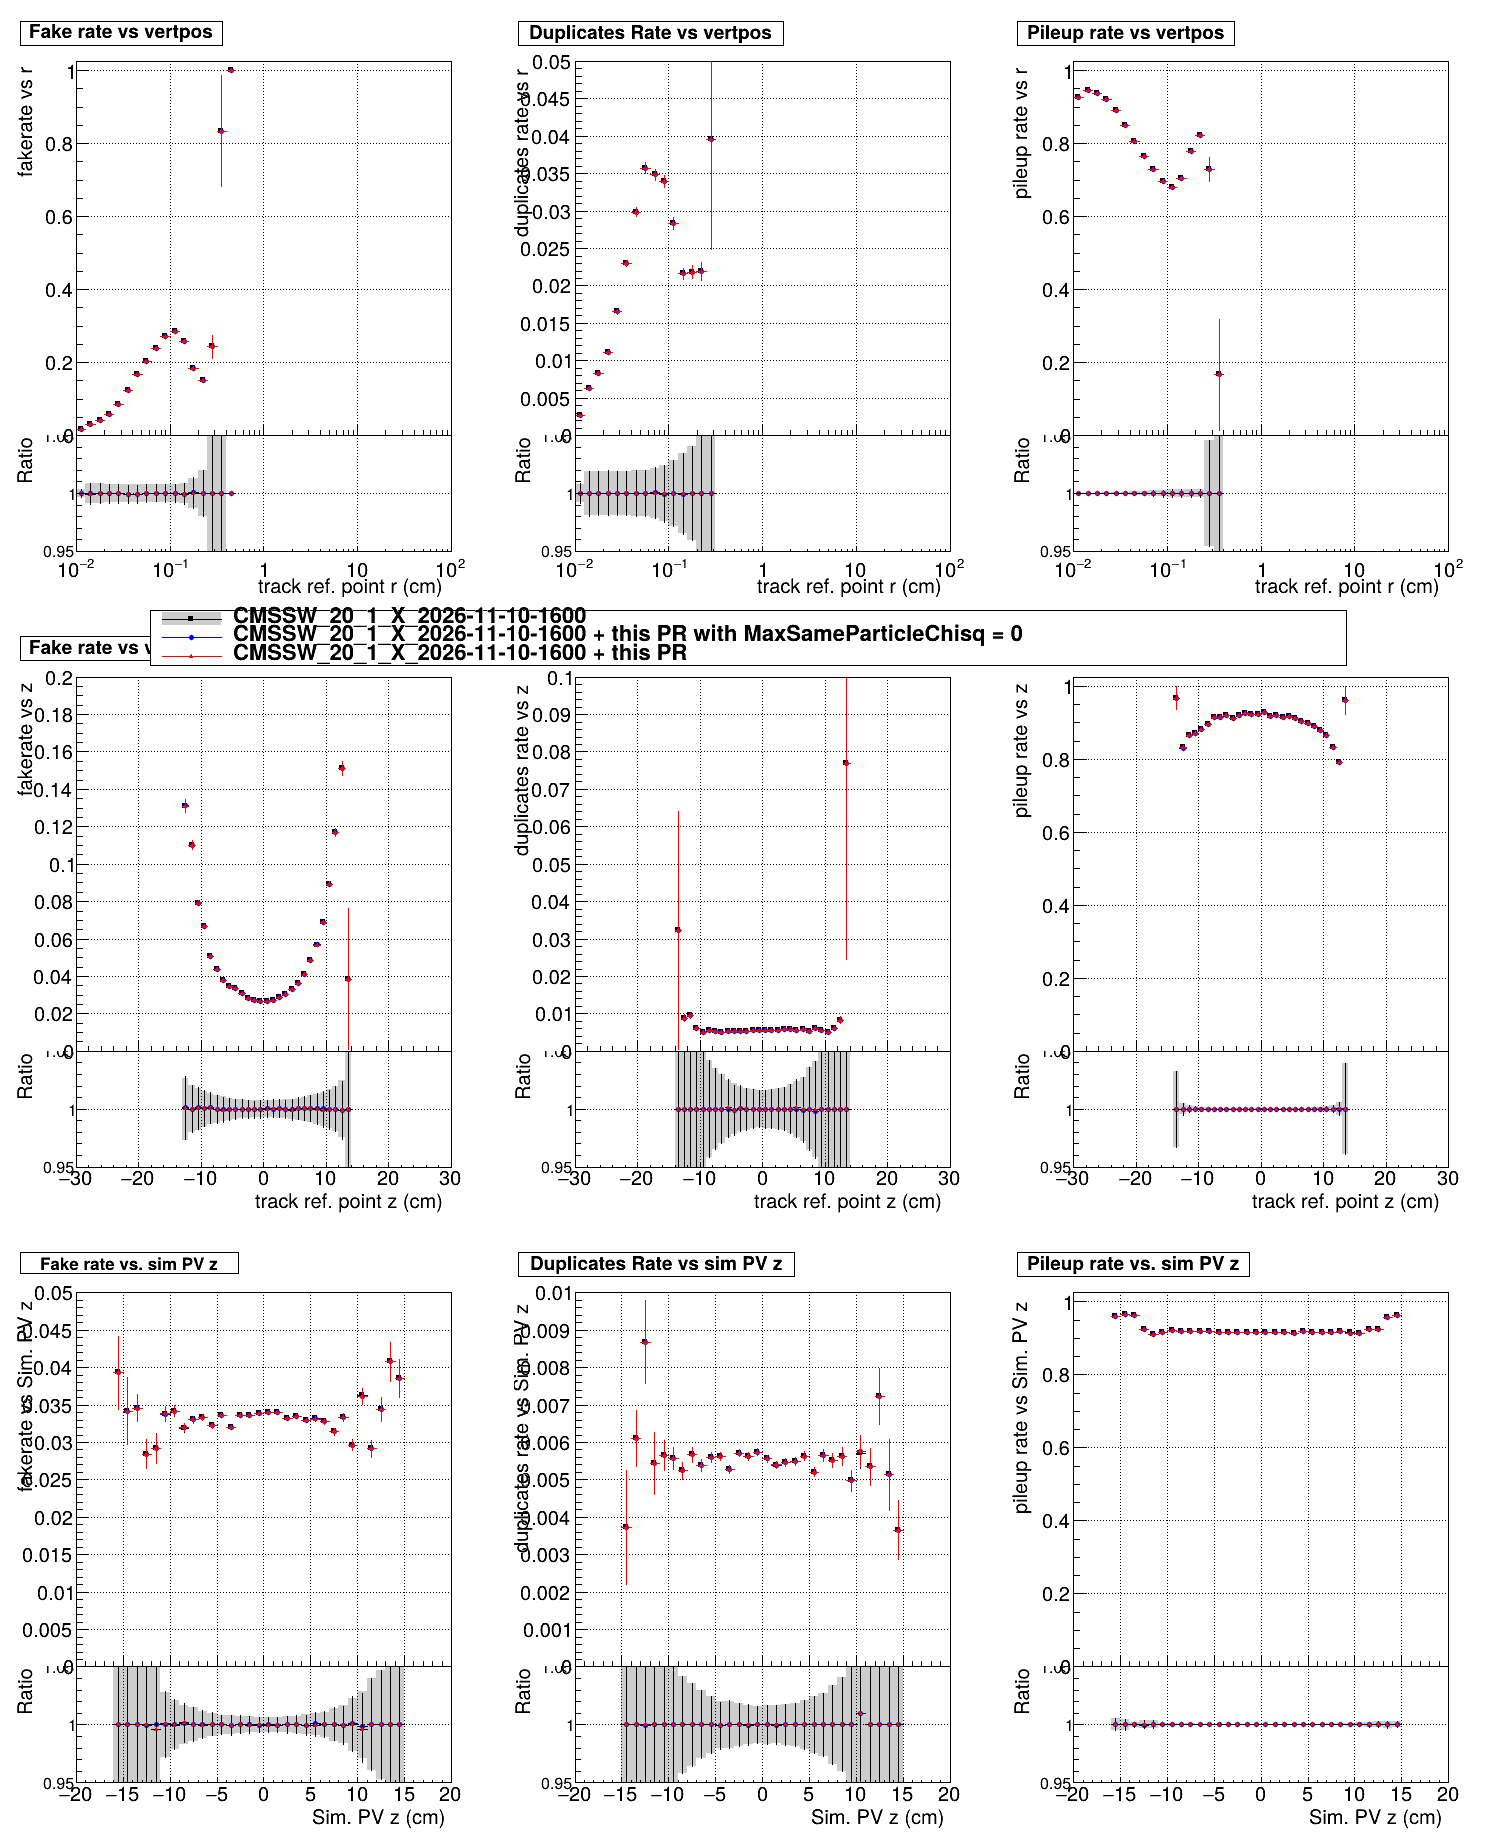 Fake rate vs vertpos
Duplicates Rate vs vertpos
Pileup rate vs vertpos
fakerate vs r
1
0.8
0.6
0.4
0.2
0
Ratio
1
0.95
10⁻² 10⁻¹ 1 10 10²
track ref. point r (cm)
duplicates rate vs r
0.05
0.045
0.04
0.035
0.03
0.025
0.02
0.015
0.01
0.005
0
Ratio
1
0.95
10⁻² 10⁻¹ 1 10 10²
track ref. point r (cm)
pileup rate vs r
1
0.8
0.6
0.4
0.2
0
Ratio
1
0.95
10⁻² 10⁻¹ 1 10 10²
track ref. point r (cm)
CMSSW_20_1_X_2026-11-10-1600
CMSSW_20_1_X_2026-11-10-1600 + this PR with MaxSameParticleChisq = 0
CMSSW_20_1_X_2026-11-10-1600 + this PR
Fake rate vs
fakerate vs z
0.2
0.18
0.16
0.14
0.12
0.1
0.08
0.06
0.04
0.02
0
Ratio
1
0.95
−30 −20 −10 0 10 20 30
track ref. point z (cm)
duplicates rate vs z
0.1
0.09
0.08
0.07
0.06
0.05
0.04
0.03
0.02
0.01
0
Ratio
1
0.95
−30 −20 −10 0 10 20 30
track ref. point z (cm)
pileup rate vs z
1
0.8
0.6
0.4
0.2
0
Ratio
1
0.95
−30 −20 −10 0 10 20 30
track ref. point z (cm)
Fake rate vs. sim PV z
Duplicates Rate vs sim PV z
Pileup rate vs. sim PV z
fakerate vs Sim. PV z
0.05
0.045
0.04
0.035
0.03
0.025
0.02
0.015
0.01
0.005
0
Ratio
1
0.95
−20 −15 −10 −5 0 5 10 15 20
Sim. PV z (cm)
duplicates rate vs Sim. PV z
0.01
0.009
0.008
0.007
0.006
0.005
0.004
0.003
0.002
0.001
0
Ratio
1
0.95
−20 −15 −10 −5 0 5 10 15 20
Sim. PV z (cm)
pileup rate vs Sim. PV z
1
0.8
0.6
0.4
0.2
0
Ratio
1
0.95
−20 −15 −10 −5 0 5 10 15 20
Sim. PV z (cm)